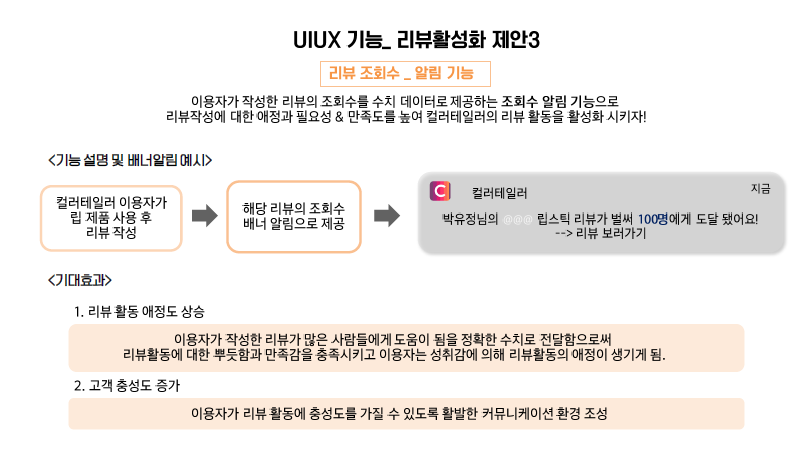 UIUX 기능_ 리뷰활성화 제안3
리뷰 조회수 _ 알림 기능
이용자가 작성한 리뷰의 조회수를 수치 데이터로 제공하는 조회수 알림 기능으로
리뷰작성에 대한 애정과 필요성 & 만족도를 높여 컬러테일러의 리뷰 활동을 활성화 시키자!
<기능 설명 및 배너알림 예시>
컬러테일러 이용자가
립 제품 사용 후
리뷰 작성
해당 리뷰의 조회수
배너 알림으로 제공
C
컬러테일러
지금
박유정님의 @@@ 립스틱 리뷰가 벌써 100명에게 도달 됐어요!
--> 리뷰 보러가기
<기대효과>
1. 리뷰 활동 애정도 상승
이용자가 작성한 리뷰가 많은 사람들에게 도움이 됨을 정확한 수치로 전달함으로써
리뷰활동에 대한 뿌듯함과 만족감을 충족시키고 이용자는 성취감에 의해 리뷰활동의 애정이 생기게 됨.
2. 고객 충성도 증가
이용자가 리뷰 활동에 충성도를 가질 수 있도록 활발한 커뮤니케이션 환경 조성